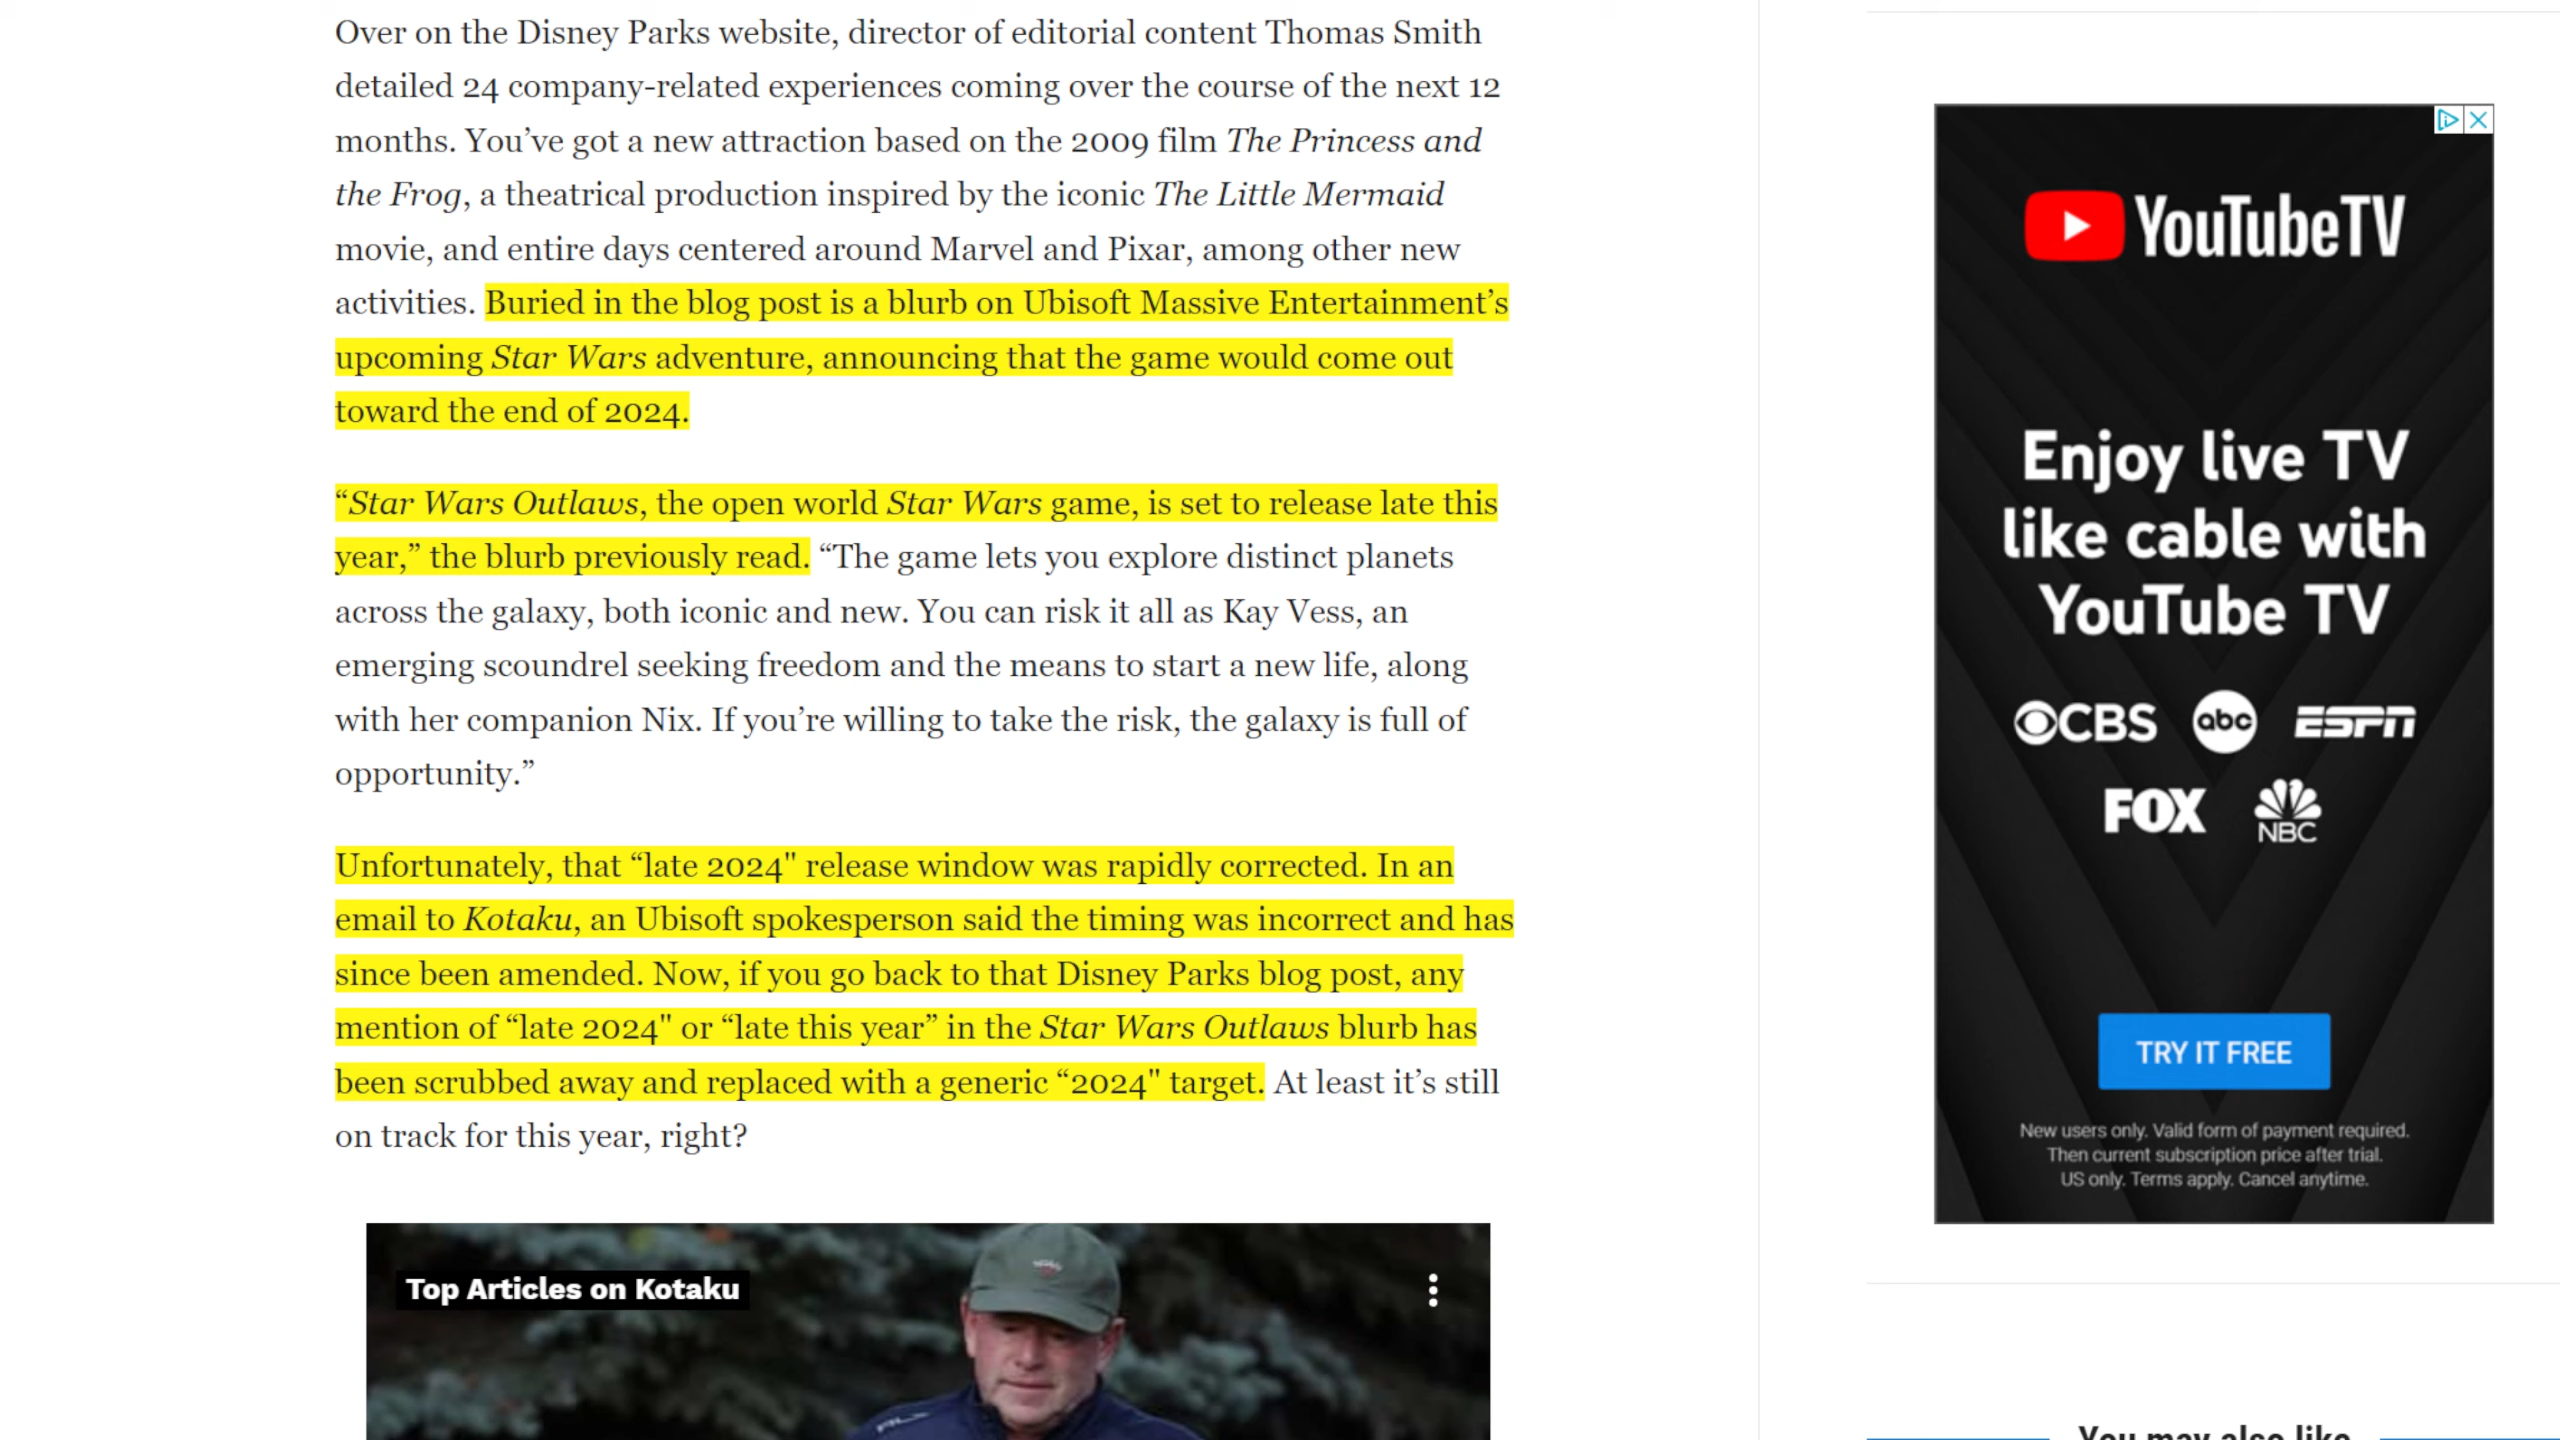 Over on the Disney Parks website, director of editorial content Thomas Smith
detailed 24 company-related experiences coming over the course of the next 12
months. You’ve got a new attraction based on the 2009 film The Princess and
the Frog, a theatrical production inspired by the iconic The Little Mermaid
movie, and entire days centered around Marvel and Pixar, among other new
activities. Buried in the blog post is a blurb on Ubisoft Massive Entertainment’s
upcoming Star Wars adventure, announcing that the game would come out
toward the end of 2024.
“Star Wars Outlaws, the open world Star Wars game, is set to release late this
year,” the blurb previously read. “The game lets you explore distinct planets
across the galaxy, both iconic and new. You can risk it all as Kay Vess, an
emerging scoundrel seeking freedom and the means to start a new life, along
with her companion Nix. If you’re willing to take the risk, the galaxy is full of
opportunity.”
Unfortunately, that “late 2024" release window was rapidly corrected. In an
email to Kotaku, an Ubisoft spokesperson said the timing was incorrect and has
since been amended. Now, if you go back to that Disney Parks blog post, any
mention of “late 2024" or “late this year” in the Star Wars Outlaws blurb has
been scrubbed away and replaced with a generic “2024" target. At least it’s still
on track for this year, right?
Top Articles on Kotaku
YouTubeTV
Enjoy live TV
like cable with
YouTube TV
CBS abc ESPN
FOX NBC
TRY IT FREE
New users only. Valid form of payment required.
Then current subscription price after trial.
US only. Terms apply. Cancel anytime.
You may also like